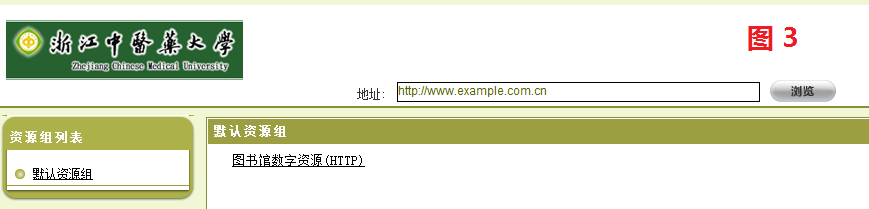 浙江中醫藥大學
Zhejiang Chinese Medical University
图 3
地址: http://www.example.com.cn 浏览
资源组列表
默认资源组
默认资源组
图书馆数字资源(HTTP)